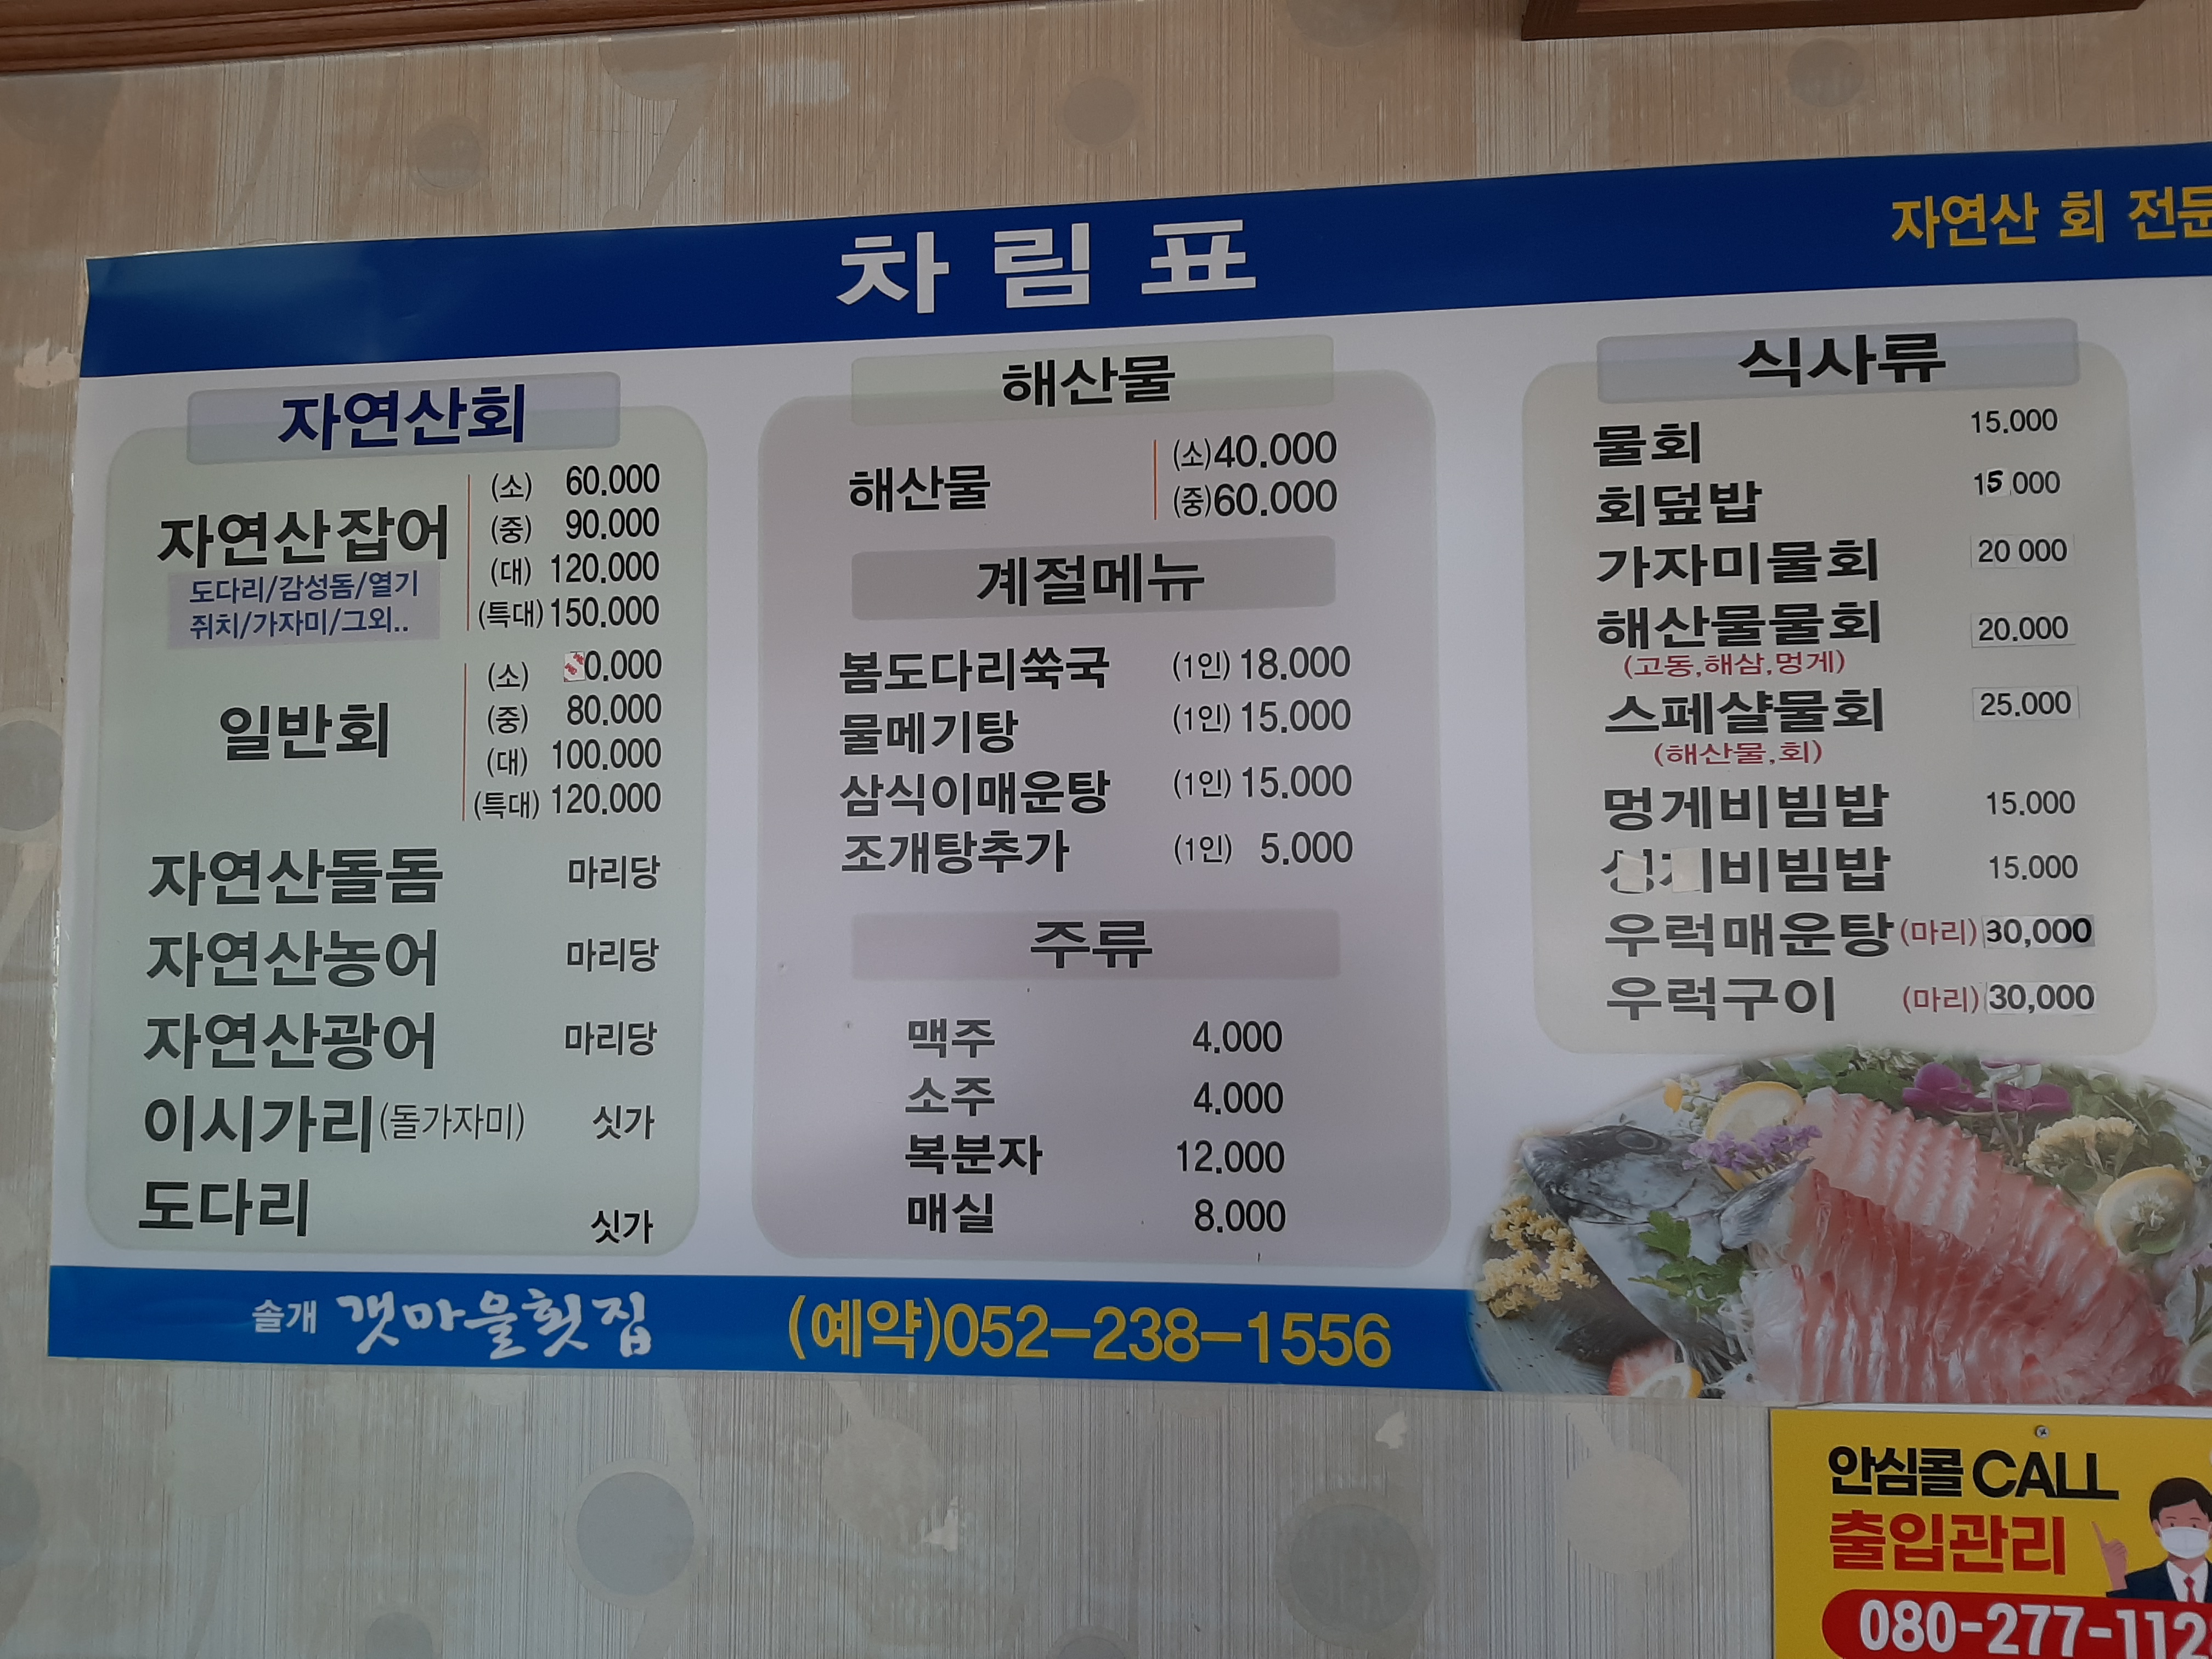 차림표
자연산 회
자연산회
자연산잡어
도다리/감성돔/열기
쥐치/가자미/그외..
(소) 60.000
(중) 90.000
(대) 120.000
(특대) 150.000
일반회
(소) 0.000
(중) 80.000
(대) 100.000
(특대) 120.000
자연산돌돔 마리당
자연산농어 마리당
자연산광어 마리당
이시가리(돌가자미) 싯가
도다리 싯가
해산물
해산물
(소)40.000
(중)60.000
계절메뉴
봄도다리쑥국 (1인) 18.000
물메기탕 (1인) 15.000
삼식이매운탕 (1인) 15.000
조개탕추가 (1인) 5.000
주류
맥주 4.000
소주 4.000
복분자 12.000
매실 8.000
식사류
물회 15.000
회덮밥 15 000
가자미물회 20 000
해산물물회 20.000
(고동,해삼,멍게)
스페샬물회 25.000
(해산물,회)
멍게비빔밥 15.000
비빔밥 15.000
우럭매운탕(마리) 30,000
우럭구이 (마리) 30,000
솔개 갯마을횟집
(예약)052-238-1556
안심콜 CALL
출입관리
080-277-112